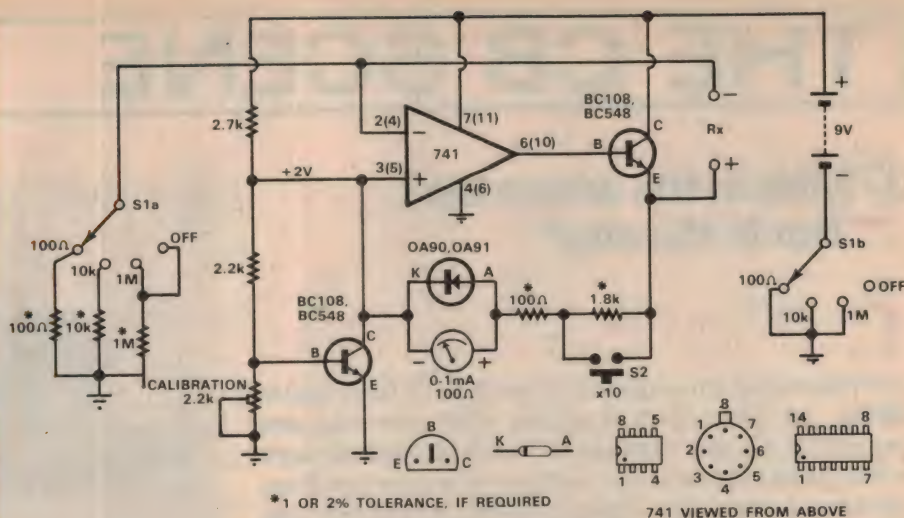 THE CB SCENE
BC108,
BC548
2.7k
2(4)
7(11)
741
6(10)
B
C
E
Rx
9V
+2V
3(5)
4(6)
S1a
S1b
100Ω
10k
1M
OFF
100Ω
10k
1M
OFF
* 100Ω
* 10k
* 1M
2.2k
OA90,OA91
K
A
BC108,
BC548
B
C
E
* 100Ω
* 1.8k
0-1mA
100Ω
S2
x10
CALIBRATION
2.2k
B
E
C
K
A
8 5
1 4
8
1 7
2 6
3 5
4
14 8
1 7
*1 OR 2% TOLERANCE, IF REQUIRED
741 VIEWED FROM ABOVE